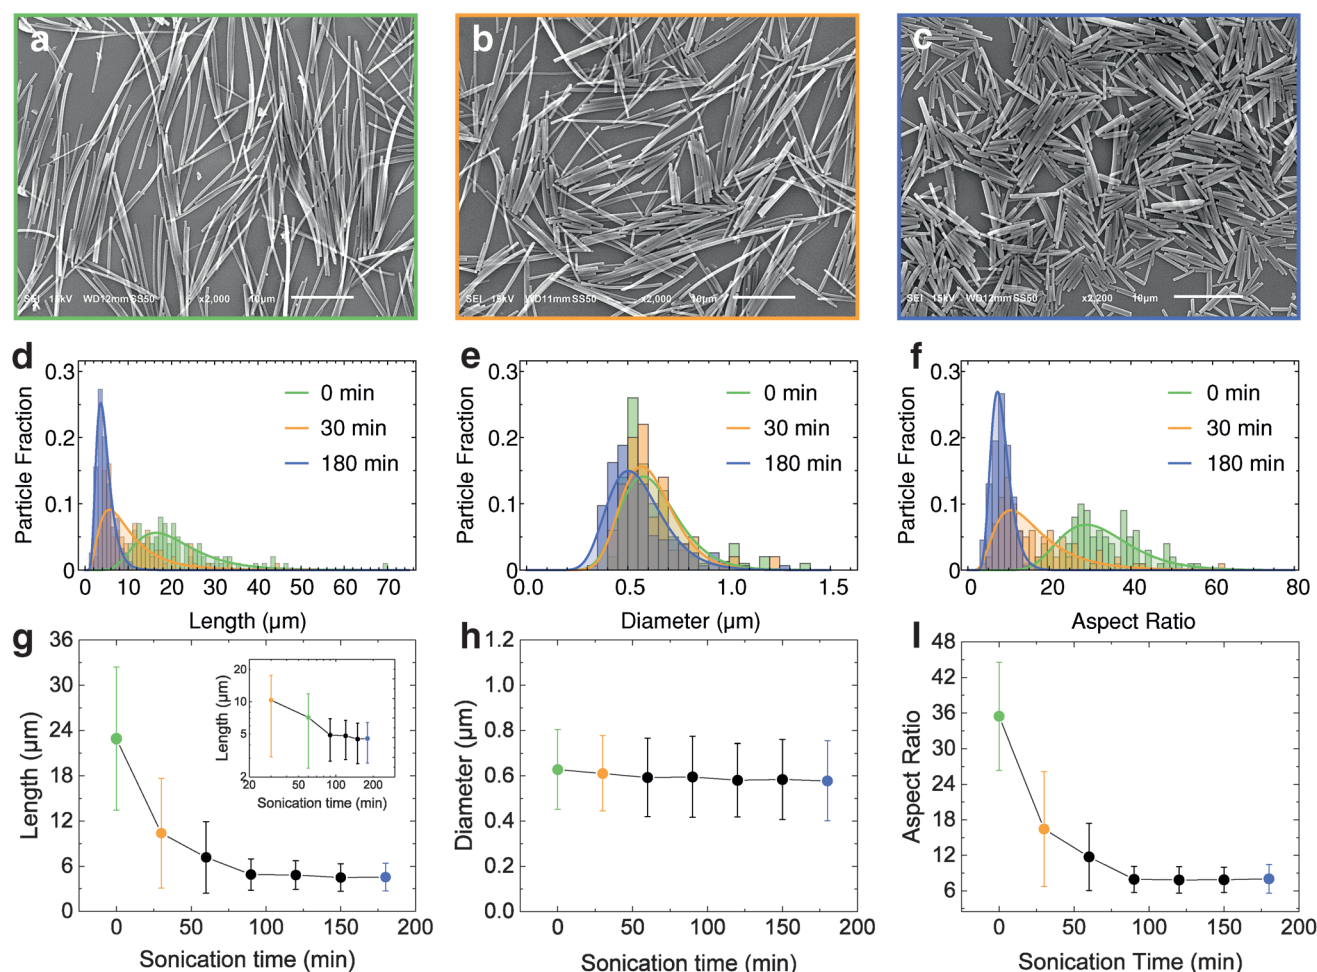 a
b
c
SEI 15kV WD12mm SS50 x2,000 10µm
SEI 15kV WD11mm SS50 x2,000 10µm
SEI 15kV WD12mm SS50 x2,200 10µm
d
e
f
0.3
0.2
0.1
0
0 10 20 30 40 50 60 70
Particle Fraction
Length (µm)
0 min
30 min
180 min
0.3
0.2
0.1
0
0.0 0.5 1.0 1.5
Particle Fraction
Diameter (µm)
0 min
30 min
180 min
0.3
0.2
0.1
0
0 20 40 60 80
Particle Fraction
Aspect Ratio
0 min
30 min
180 min
g
h
I
36
30
24
18
12
6
0
0 50 100 150 200
Length (µm)
Sonication time (min)
20
10
5
2
20 60 100 200
Length (µm)
Sonication time (min)
1.2
1.0
0.8
0.6
0.4
0.2
0.0
0 50 100 150 200
Diameter (µm)
Sonication time (min)
48
42
36
30
24
18
12
6
0 50 100 150 200
Aspect Ratio
Sonication Time (min)